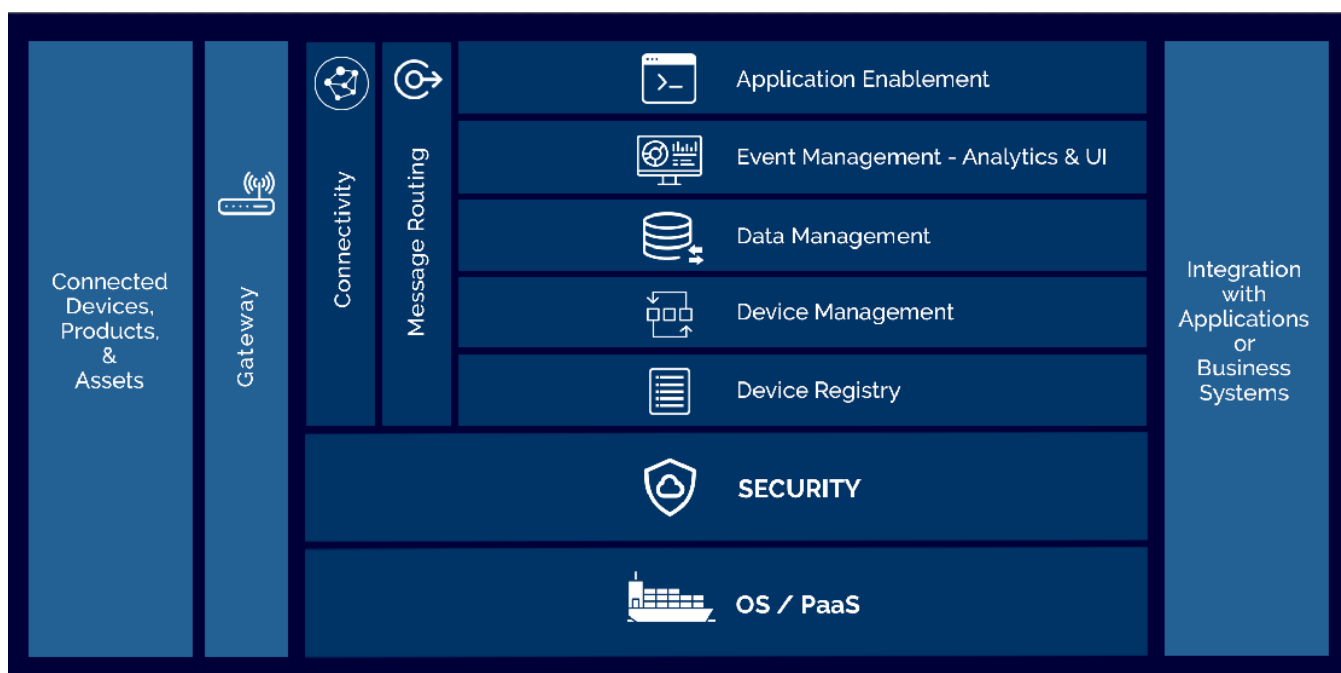 Connected
Devices,
Products,
&
Assets
Gateway
Connectivity
Message Routing
Application Enablement
Event Management - Analytics & UI
Data Management
Device Management
Device Registry
SECURITY
OS / PaaS
Integration
with
Applications
or
Business
Systems